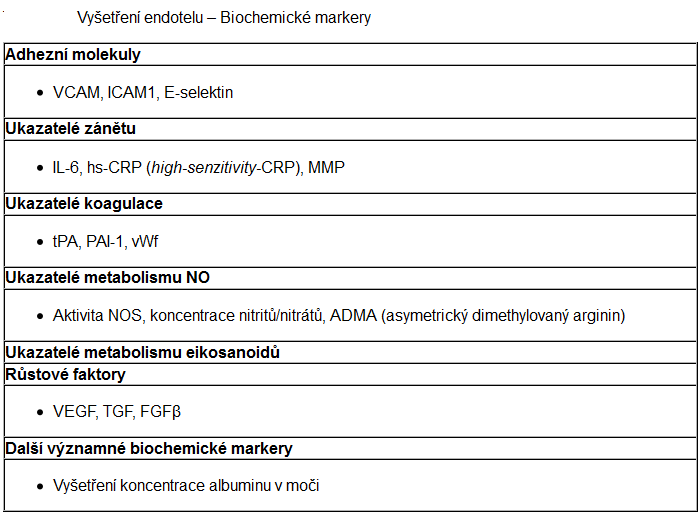 Vyšetření endotelu – Biochemické markery
Adhezní molekuly
• VCAM, ICAM1, E-selektin
Ukazatelé zánětu
• IL-6, hs-CRP (high-senzitivity-CRP), MMP
Ukazatelé koagulace
• tPA, PAI-1, vWf
Ukazatelé metabolismu NO
• Aktivita NOS, koncentrace nitritů/nitrátů, ADMA (asymetrický dimethylovaný arginin)
Ukazatelé metabolismu eikosanoidů
Růstové faktory
• VEGF, TGF, FGFβ
Další významné biochemické markery
• Vyšetření koncentrace albuminu v moči